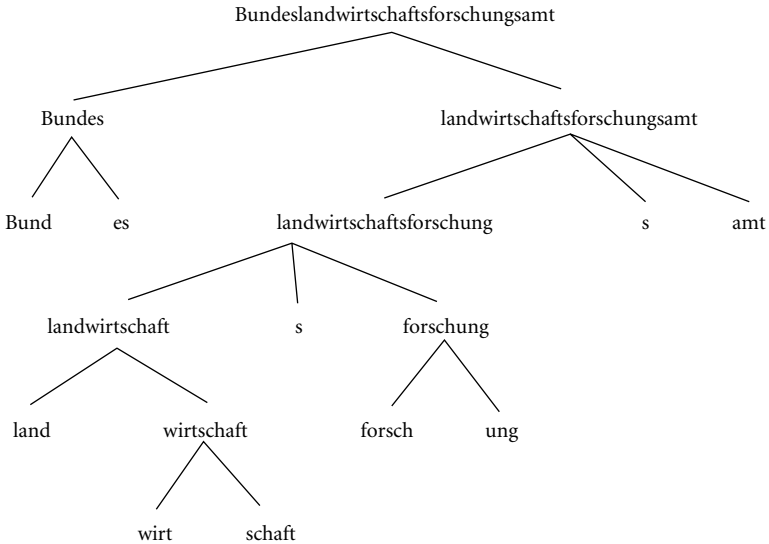 Bundeslandwirtschaftsforschungsamt
Bundes landwirtschaftsforschungsamt
Bund es landwirtschaftsforschung s amt
landwirtschaft s forschung
land wirtschaft forsch ung
wirt schaft